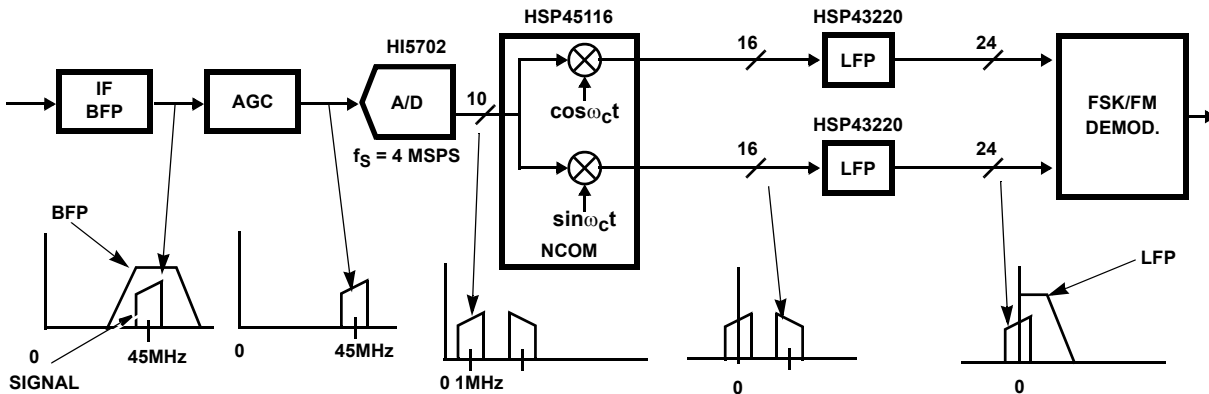 HSP45116
HSP43220
HI5702
IF
BFP
AGC
A/D
fS = 4 MSPS
10
cosωct
sinωct
NCOM
16
LFP
24
HSP43220
16
LFP
24
FSK/FM
DEMOD.
BFP
0
45MHz
SIGNAL
0
45MHz
0 1MHz
0
LFP
0